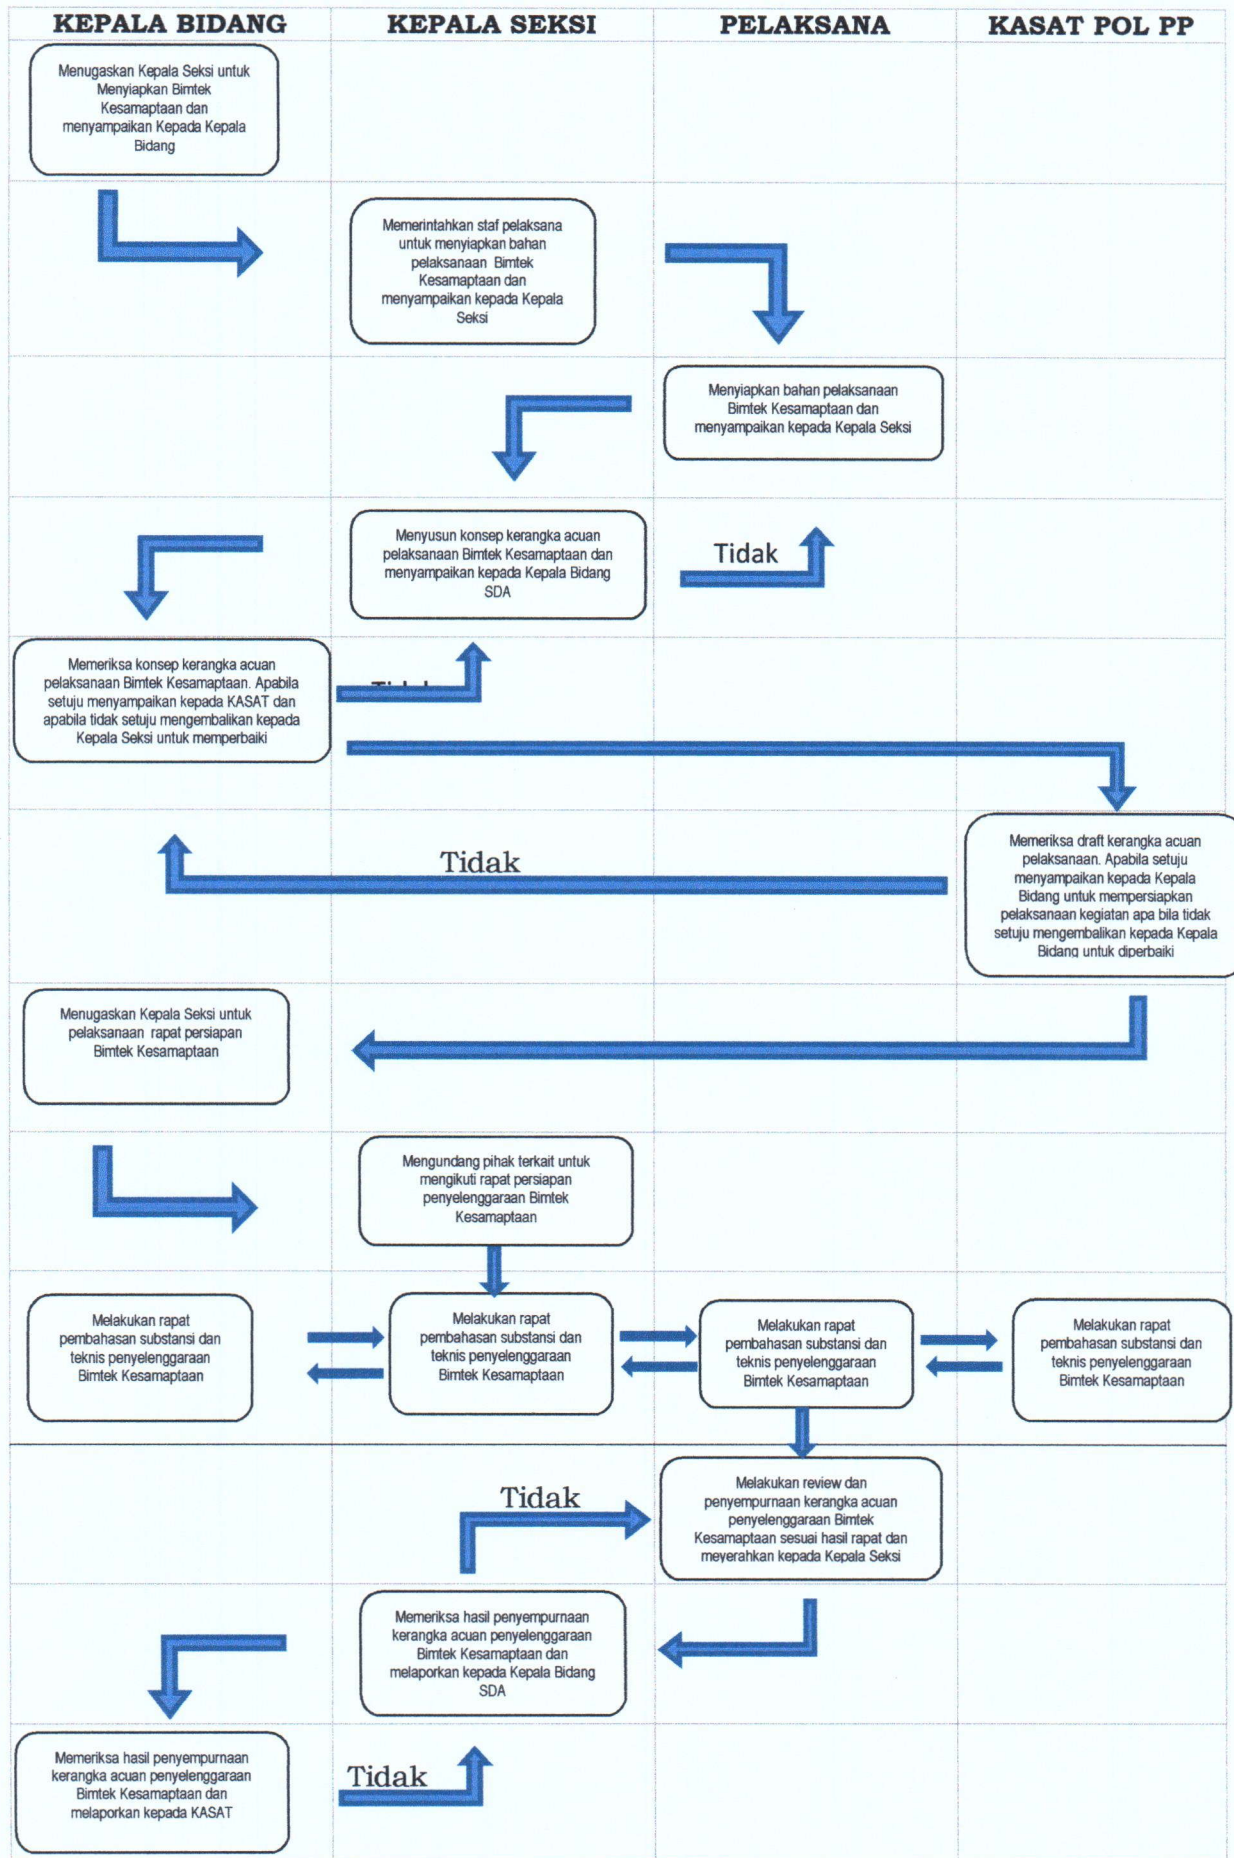 KEPALA BIDANG
KEPALA SEKSI
PELAKSANA
KASAT POL PP
Menugaskan Kepala Seksi untuk
Menyiapkan Bimtek
Kesamaptaan dan
menyampaikan Kepada Kepala
Bidang
Memerintahkan staf pelaksana
untuk menyiapkan bahan
pelaksanaan Bimtek
Kesamaptaan dan
menyampaikan kepada Kepala
Seksi
Menyiapkan bahan pelaksanaan
Bimtek Kesamaptaan dan
menyampaikan kepada Kepala Seksi
Menyusun konsep kerangka acuan
pelaksanaan Bimtek Kesamaptaan dan
menyampaikan kepada Kepala Bidang
SDA
Tidak
Memeriksa konsep kerangka acuan
pelaksanaan Bimtek Kesamaptaan. Apabila
setuju menyampaikan kepada KASAT dan
apabila tidak setuju mengembalikan kepada
Kepala Seksi untuk memperbaiki
Memeriksa draft kerangka acuan
pelaksanaan. Apabila setuju
menyampaikan kepada Kepala
Bidang untuk mempersiapkan
pelaksanaan kegiatan apa bila tidak
setuju mengembalikan kepada Kepala
Bidang untuk diperbaiki
Tidak
Menugaskan Kepala Seksi untuk
pelaksanaan rapat persiapan
Bimtek Kesamaptaan
Mengundang pihak terkait untuk
mengikuti rapat persiapan
penyelenggaraan Bimtek
Kesamaptaan
Melakukan rapat
pembahasan substansi dan
teknis penyelenggaraan
Bimtek Kesamaptaan
Melakukan rapat
pembahasan substansi dan
teknis penyelenggaraan
Bimtek Kesamaptaan
Melakukan rapat
pembahasan substansi dan
teknis penyelenggaraan
Bimtek Kesamaptaan
Melakukan rapat
pembahasan substansi dan
teknis penyelenggaraan
Bimtek Kesamaptaan
Tidak
Melakukan review dan
penyempurnaan kerangka acuan
penyelenggaraan Bimtek
Kesamaptaan sesuai hasil rapat dan
meyerahkan kepada Kepala Seksi
Memeriksa hasil penyempurnaan
kerangka acuan penyelenggaraan
Bimtek Kesamaptaan dan
melaporkan kepada Kepala Bidang
SDA
Memeriksa hasil penyempurnaan
kerangka acuan penyelenggaraan
Bimtek Kesamaptaan dan
melaporkan kepada KASAT
Tidak